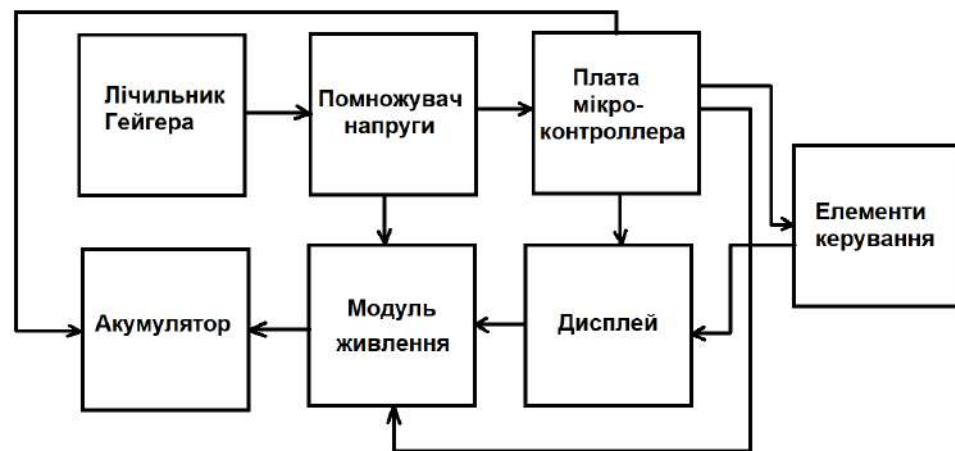 Лічильник
Гейгера
Помножувач
напруги
Плата
мікро-
контроллера
Елементи
керування
Акумулятор
Модуль
живлення
Дисплей